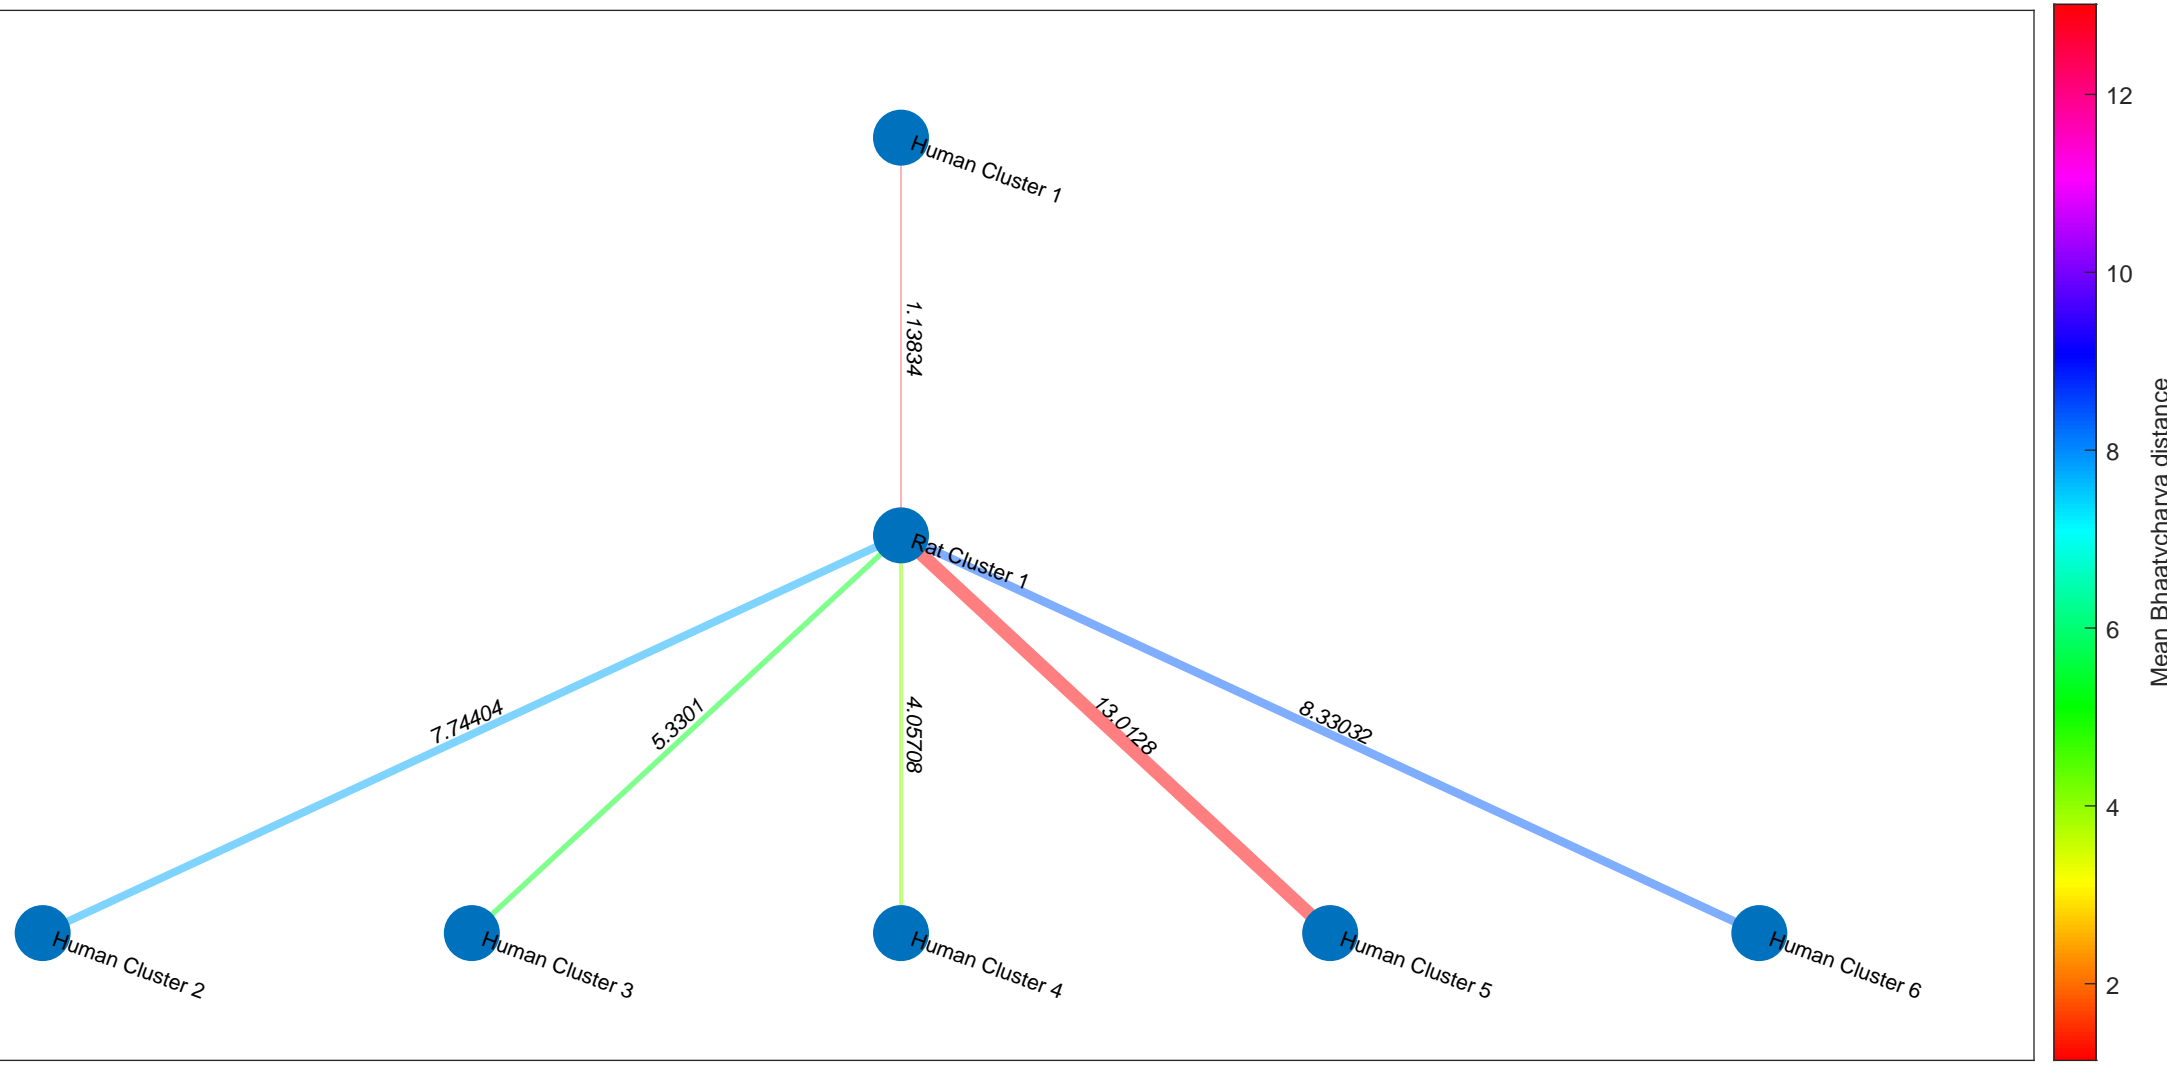 Human Cluster 1
1.13834
Rat Cluster 1
7.74404
5.3301
4.05708
13.0128
8.33032
Human Cluster 2
Human Cluster 3
Human Cluster 4
Human Cluster 5
Human Cluster 6
12
10
8
6
4
2
Mean Bhaatycharya distance